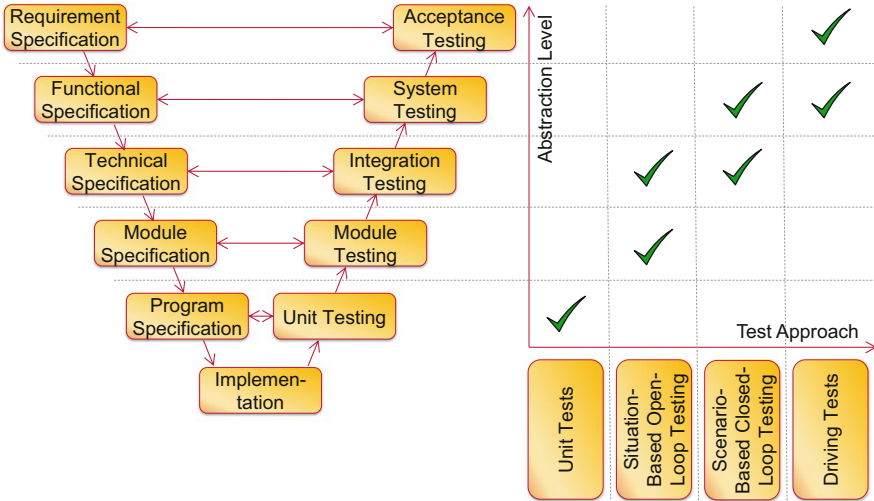 Requirement
Specification
Acceptance
Testing
Functional
Specification
System
Testing
Technical
Specification
Integration
Testing
Module
Specification
Module
Testing
Program
Specification
Unit Testing
Implemen-
tation
Abstraction Level
Test Approach
Unit Tests
Situation-
Based Open-
Loop Testing
Scenario-
Based Closed-
Loop Testing
Driving Tests